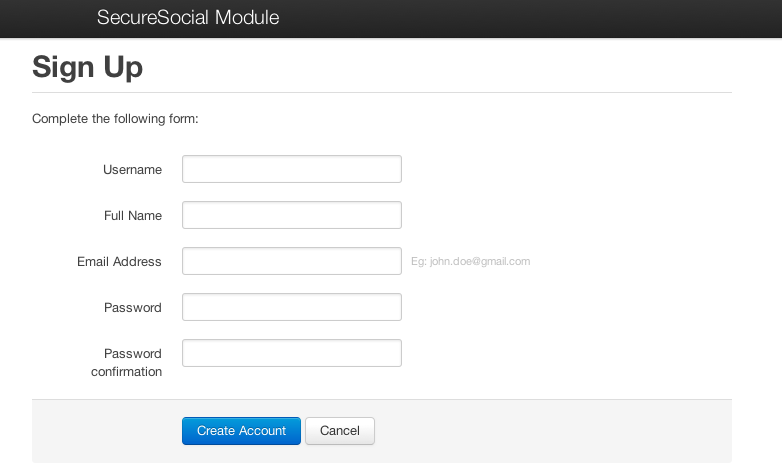 SecureSocial Module
Sign Up
Complete the following form:
Username
Full Name
Email Address
Eg: john.doe@gmail.com
Password
Password
confirmation
Create Account
Cancel